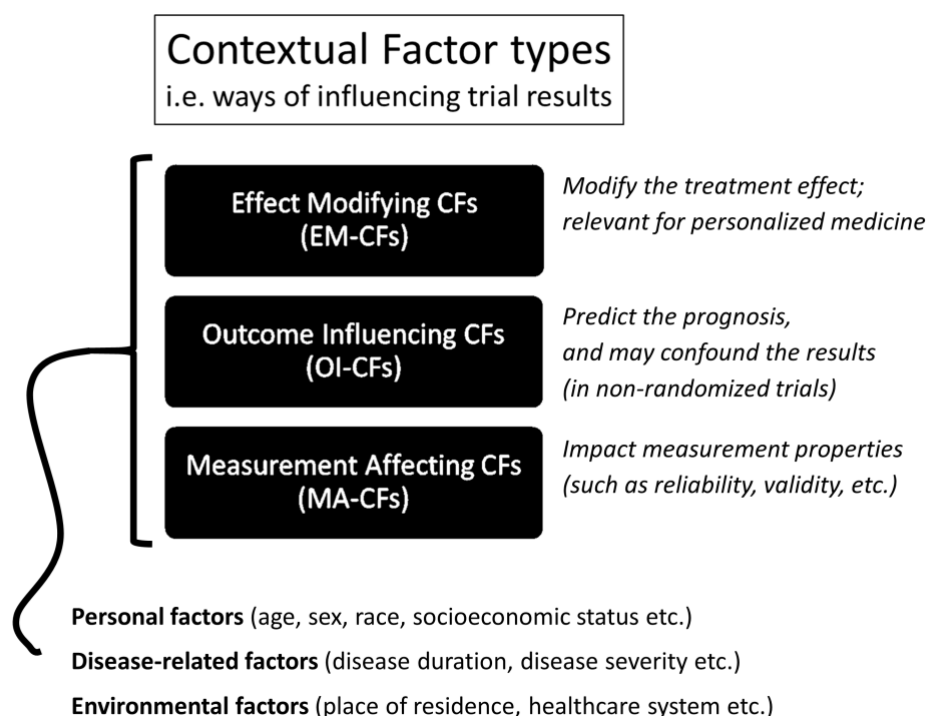 Contextual Factor types
i.e. ways of influencing trial results
Effect Modifying CFs
(EM-CFs)
Modify the treatment effect;
relevant for personalized medicine
Outcome Influencing CFs
(OI-CFs)
Predict the prognosis,
and may confound the results
(in non-randomized trials)
Measurement Affecting CFs
(MA-CFs)
Impact measurement properties
(such as reliability, validity, etc.)
Personal factors (age, sex, race, socioeconomic status etc.)
Disease-related factors (disease duration, disease severity etc.)
Environmental factors (place of residence, healthcare system etc.)